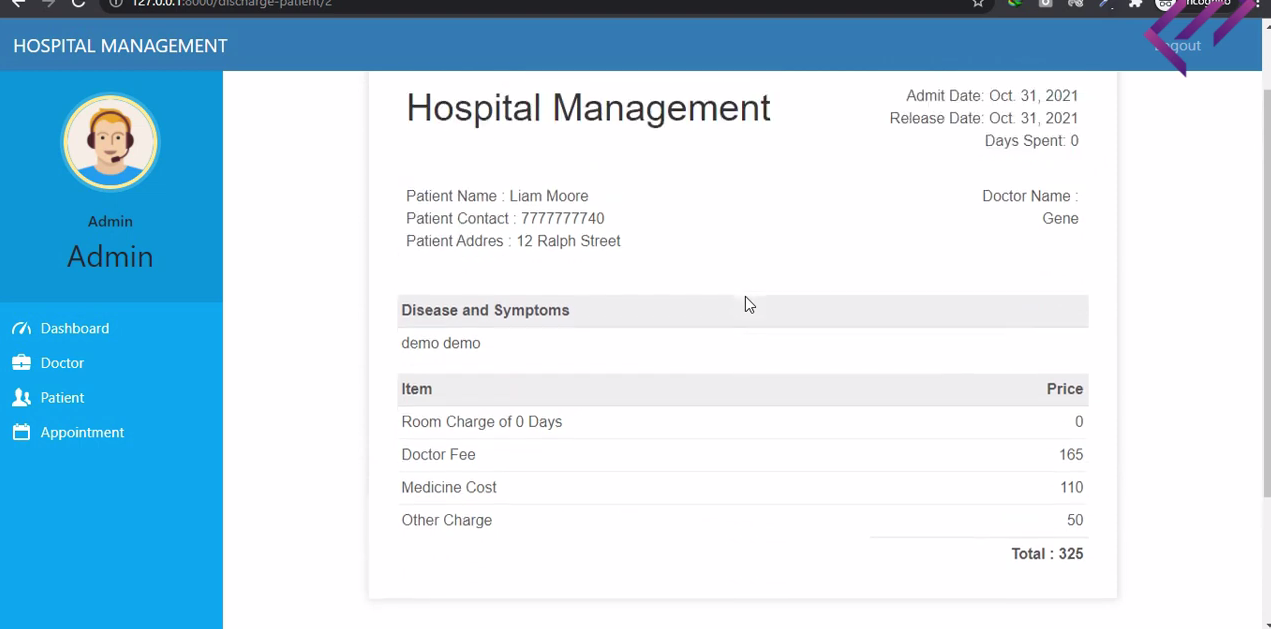 127.0.0.1:8000/discharge-patient/2
Incognito
HOSPITAL MANAGEMENT
Logout
Admin
Admin
Dashboard
Doctor
Patient
Appointment
Hospital Management
Admit Date: Oct. 31, 2021
Release Date: Oct. 31, 2021
Days Spent: 0
Patient Name : Liam Moore
Patient Contact : 7777777740
Patient Addres : 12 Ralph Street
Doctor Name :
Gene
Disease and Symptoms
demo demo
Item Price
Room Charge of 0 Days 0
Doctor Fee 165
Medicine Cost 110
Other Charge 50
Total : 325